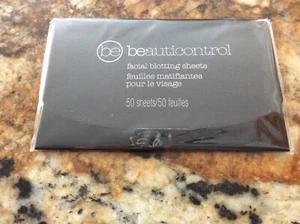 be beauticontrol
facial blotting sheets
feuilles matifiantes
pour le visage
50 sheets/50 feuilles